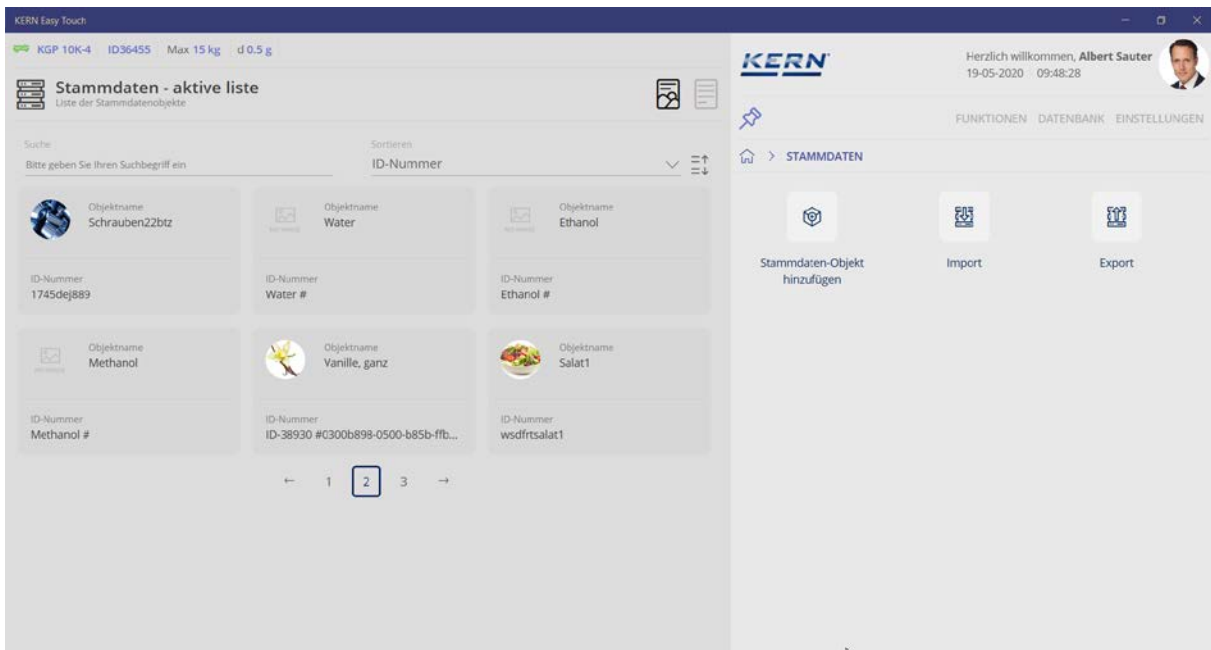 KERN Easy Touch
KGP 10K-4 ID36455 Max 15 kg d 0.5 g
Stammdaten - aktive liste
Liste der Stammdatenobjekte
Suche
Bitte geben Sie Ihren Suchbegriff ein
Sortieren
ID-Nummer
Objektname
Schrauben22btz
ID-Nummer
1745dej889
Objektname
Water
ID-Nummer
Water #
Objektname
Ethanol
ID-Nummer
Ethanol #
Objektname
Methanol
ID-Nummer
Methanol #
Objektname
Vanille, ganz
ID-Nummer
ID-38930 #0300b898-0500-b85b-ffb...
Objektname
Salat1
ID-Nummer
wsdfrtsalat1
← 1 2 3 →
KERN
Herzlich willkommen, Albert Sauter
19-05-2020 09:48:28
FUNKTIONEN DATENBANK EINSTELLUNGEN
> STAMMDATEN
Stammdaten-Objekt
hinzufügen
Import
Export